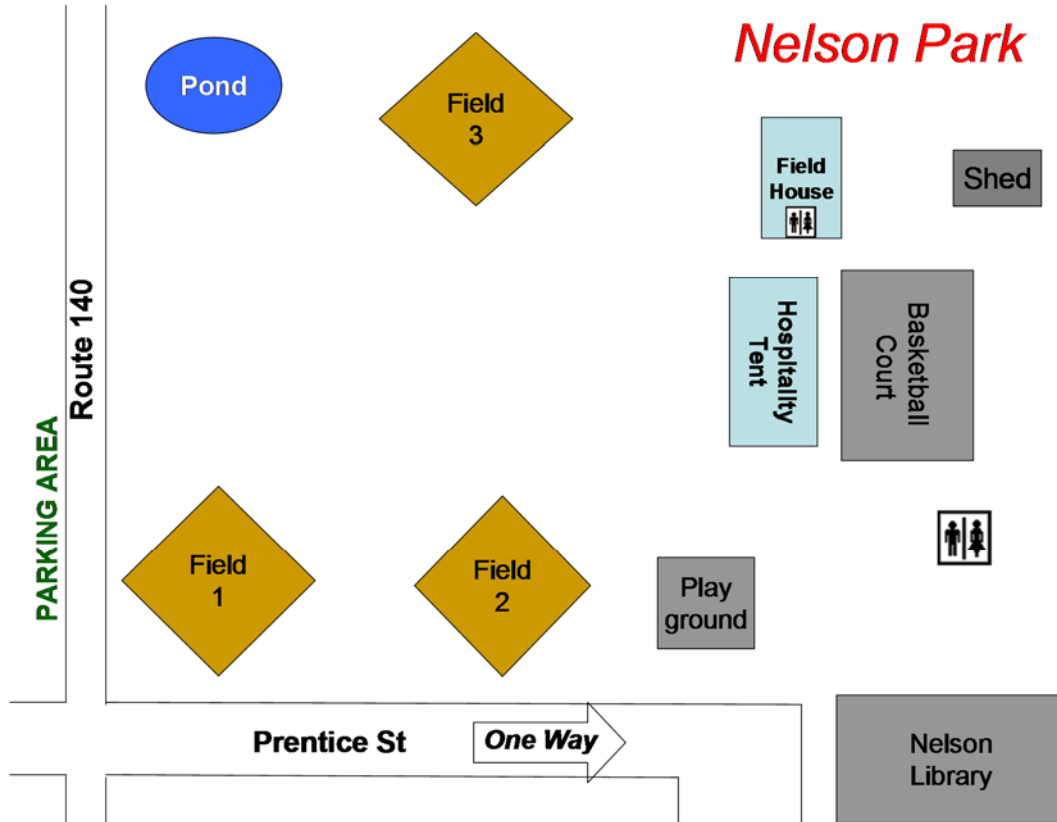 Nelson Park
Pond
Field
3
Field
House
Shed
Route 140
PARKING AREA
Hospitality
Tent
Basketball
Court
Field
1
Field
2
Play
ground
Prentice St
One Way
Nelson
Library